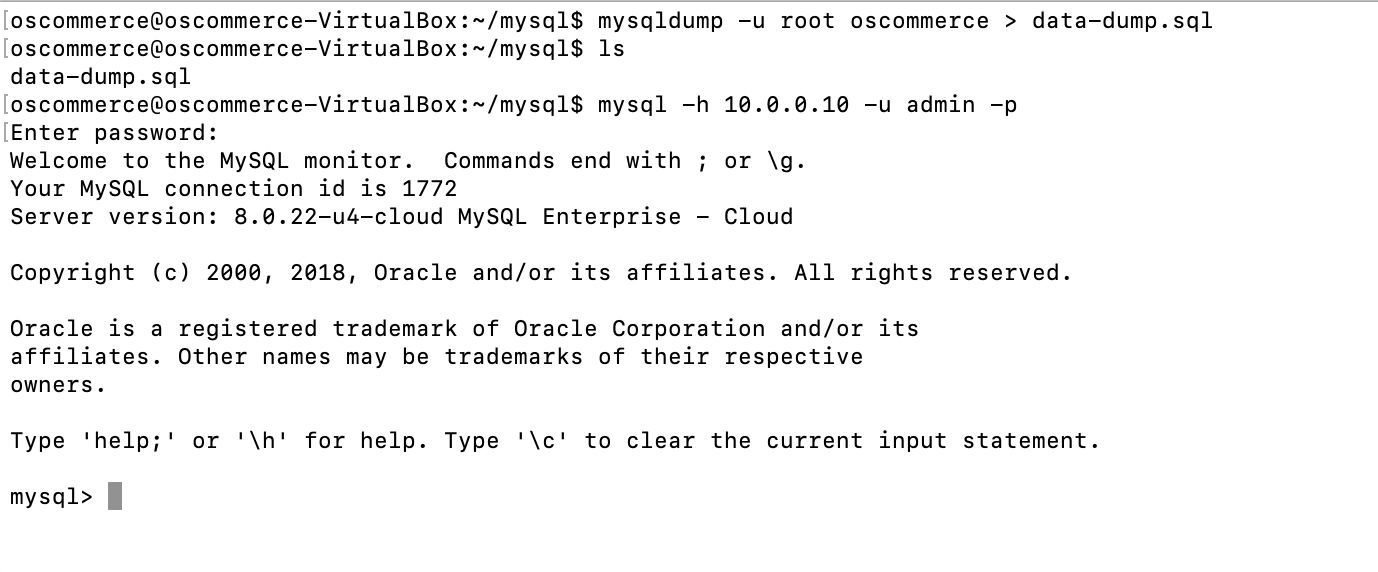 [oscommerce@oscommerce-VirtualBox:~/mysql$ mysqldump -u root oscommerce > data-dump.sql
[oscommerce@oscommerce-VirtualBox:~/mysql$ ls
data-dump.sql
[oscommerce@oscommerce-VirtualBox:~/mysql$ mysql -h 10.0.0.10 -u admin -p
[Enter password:
Welcome to the MySQL monitor.  Commands end with ; or \g.
Your MySQL connection id is 1772
Server version: 8.0.22-u4-cloud MySQL Enterprise - Cloud
Copyright (c) 2000, 2018, Oracle and/or its affiliates. All rights reserved.
Oracle is a registered trademark of Oracle Corporation and/or its
affiliates. Other names may be trademarks of their respective
owners.
Type 'help;' or '\h' for help. Type '\c' to clear the current input statement.
mysql>